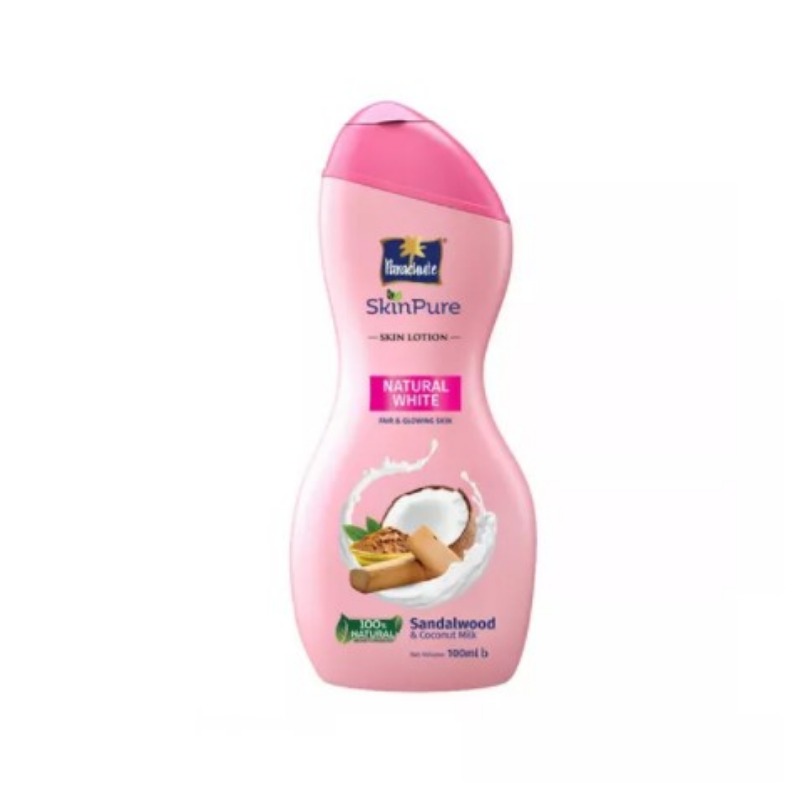 Parachute
SkinPure
SKIN LOTION
NATURAL
WHITE
FAIR & GLOWING SKIN
100%
NATURAL
Sandalwood
& Coconut Milk
Net Volume: 100ml